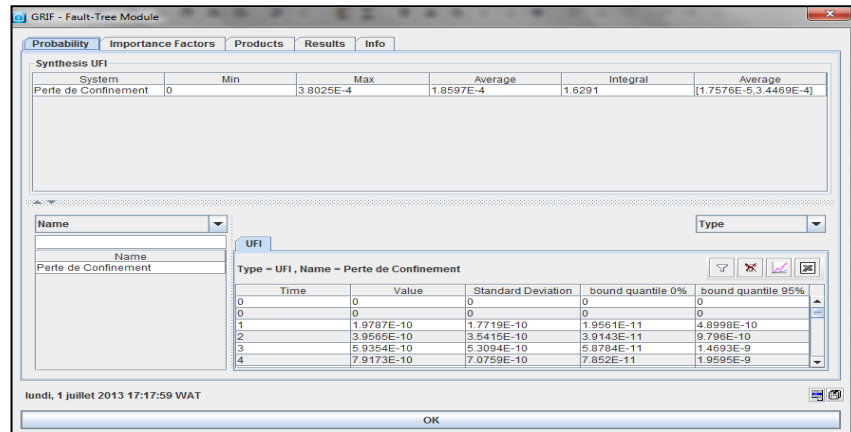 GRIF - Fault-Tree Module
Probability Importance Factors Products Results Info
Synthesis UFI
System Min Max Average Integral Average
Perte de Confinement 0 3.8025E-4 1.8597E-4 1.6291 [1.7576E-5,3.4469E-4]
Name Type
UFI
Name
Perte de Confinement
Type = UFI , Name = Perte de Confinement
Time Value Standard Deviation bound quantile 0% bound quantile 95%
0 0 0 0 0
0 0 0 0 0
1 1.9787E-10 1.7719E-10 1.9561E-11 4.8998E-10
2 3.9565E-10 3.5415E-10 3.9143E-11 9.796E-10
3 5.9354E-10 5.3094E-10 5.8784E-11 1.4693E-9
4 7.9173E-10 7.0759E-10 7.852E-11 1.9595E-9
lundi, 1 juillet 2013 17:17:59 WAT
OK